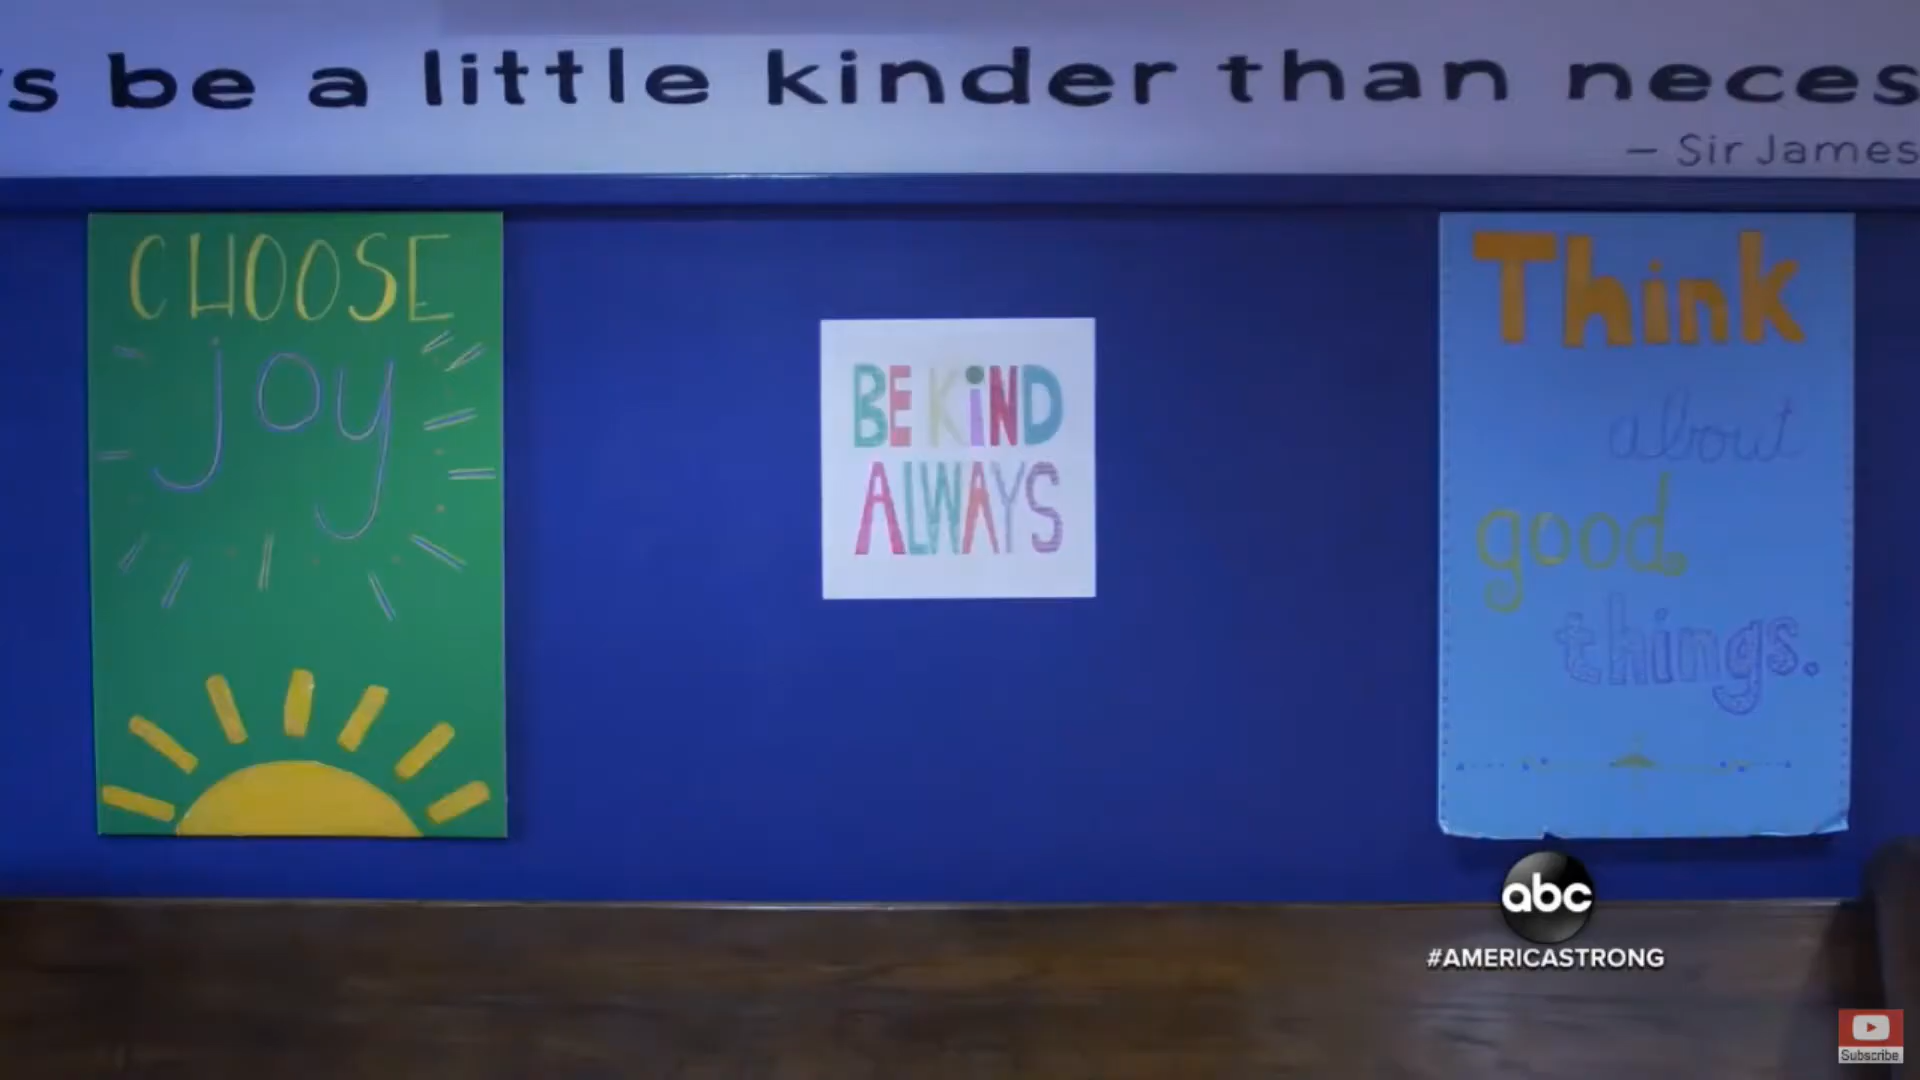 s be a little kinder than neces
– Sir James
CHOOSE
joy
BE KiND
ALWAYS
Think
about
good
things.
abc
#AMERICASTRONG
Subscribe